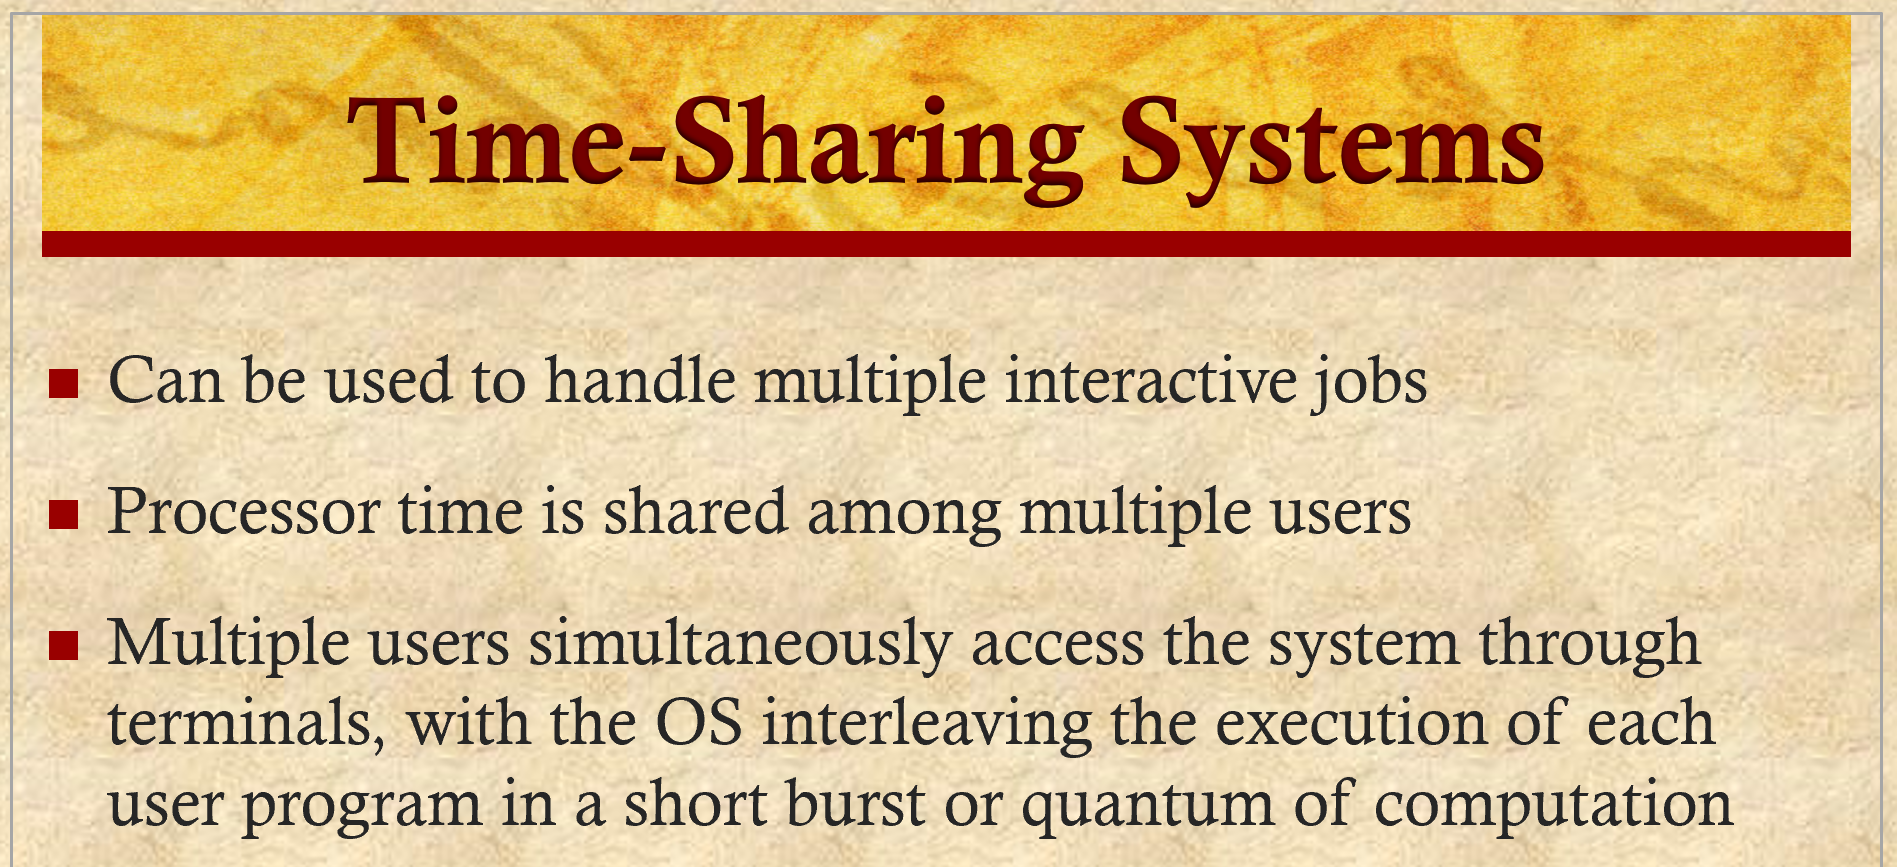 Time-Sharing Systems
Can be used to handle multiple interactive jobs
Processor time is shared among multiple users
Multiple users simultaneously access the system through
terminals, with the OS interleaving the execution of each
user program in a short burst or quantum of computation